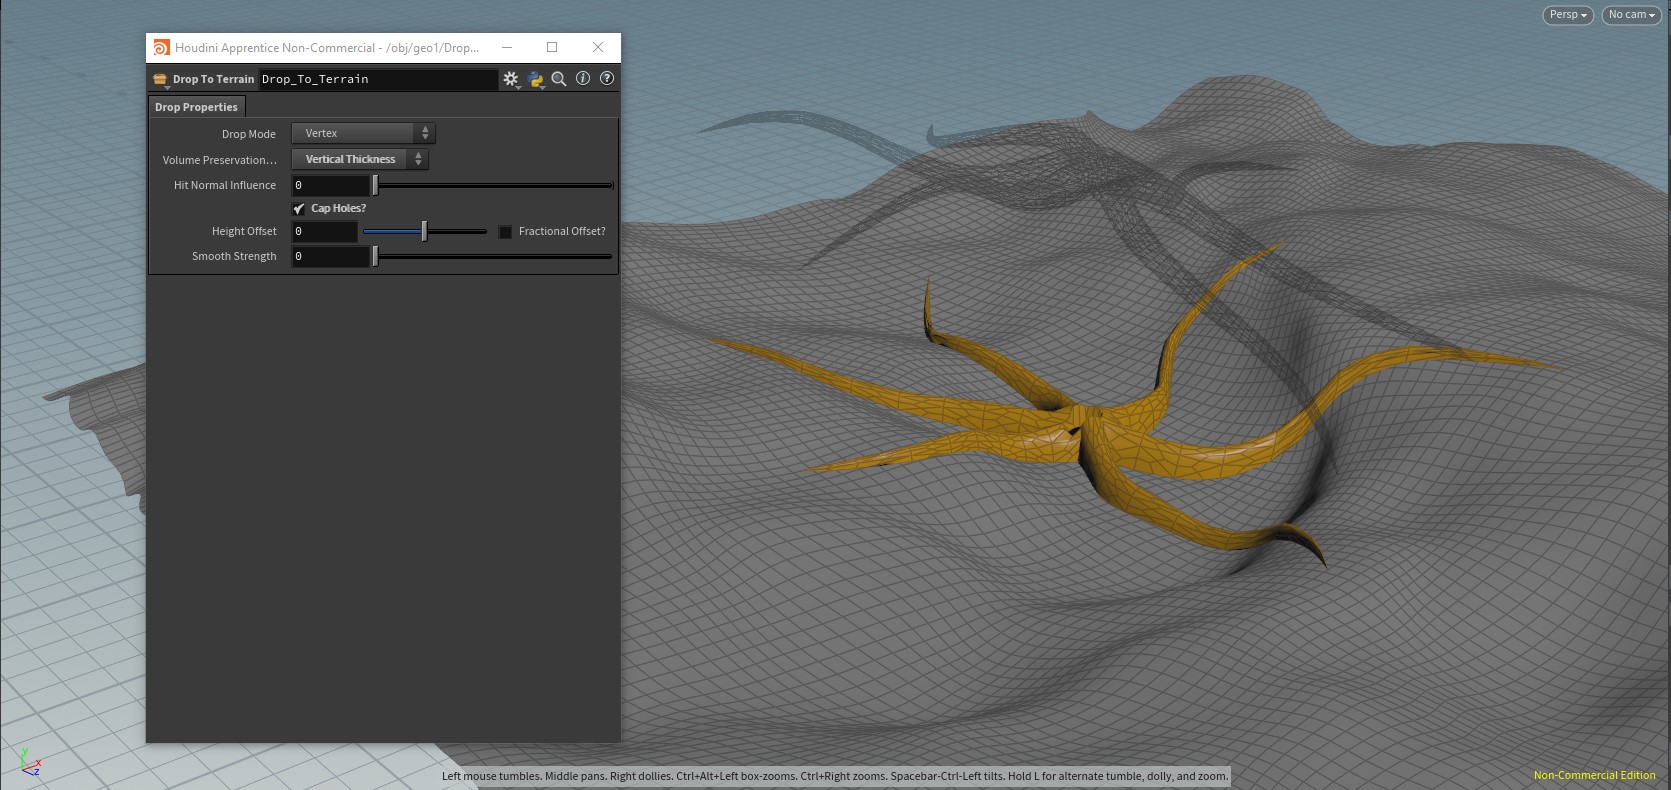 Persp
No cam
Houdini Apprentice Non-Commercial - /obj/geo1/Drop...
Drop To Terrain Drop_To_Terrain
Drop Properties
Drop Mode Vertex
Volume Preservation... Vertical Thickness
Hit Normal Influence 0
Cap Holes?
Height Offset 0 Fractional Offset?
Smooth Strength 0
y
x
z
Left mouse tumbles. Middle pans. Right dollies. Ctrl+Alt+Left box-zooms. Ctrl+Right zooms. Spacebar-Ctrl-Left tilts. Hold L for alternate tumble, dolly, and zoom.
Non-Commercial Edition